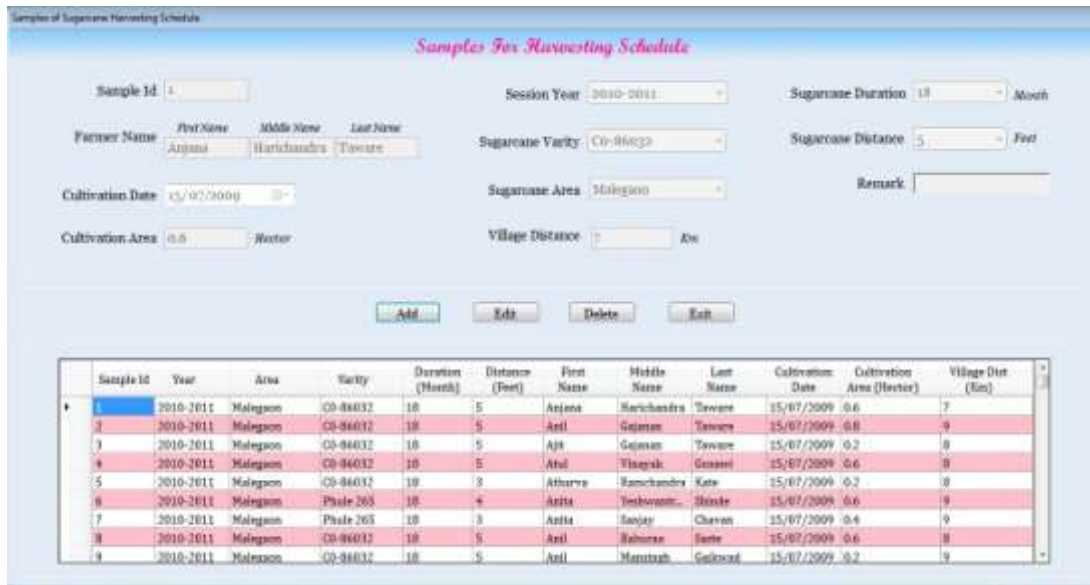 Samples of Sugarcane Harvesting Schedule
Samples For Harvesting Schedule
Sample Id 1 Session Year 2010-2011 Sugarcane Duration 18 Month
First Name Middle Name Last Name
Farmer Name Anjana Harichandra Taware Sugarcane Varity C0-86032 Sugarcane Distance 5 Feet
Cultivation Date 15/07/2009 Sugarcane Area Malegaon Remark
Cultivation Area 0.6 Hector Village Distance 7 Km
Add Edit Delete Exit
Sample Id Year Area Varity Duration (Month) Distance (Feet) First Name Middle Name Last Name Cultivation Date Cultivation Area (Hector) Village Dist (Km)
1 2010-2011 Malegaon C0-86032 18 5 Anjana Harichandra Taware 15/07/2009 0.6 7
2 2010-2011 Malegaon C0-86032 18 5 Anil Gajanan Taware 15/07/2009 0.8 9
3 2010-2011 Malegaon C0-86032 18 5 Gajanan Taware 15/07/2009 0.2 8
4 2010-2011 Malegaon C0-86032 18 5 Atul Vinayak 15/07/2009 0.6 8
5 2010-2011 Malegaon C0-86032 18 3 Atharva Ramchandra Kate 15/07/2009 0.2 8
6 2010-2011 Malegaon Phule 265 18 4 Anita Yeshwantr... Shinde 15/07/2009 0.6 9
7 2010-2011 Malegaon Phule 265 18 3 Anita Sanjay Chavan 15/07/2009 0.4 9
8 2010-2011 Malegaon C0-86032 18 5 Anil Baburao 15/07/2009 0.6 8
9 2010-2011 Malegaon C0-86032 18 5 Anil Gaikwad 15/07/2009 0.2 9